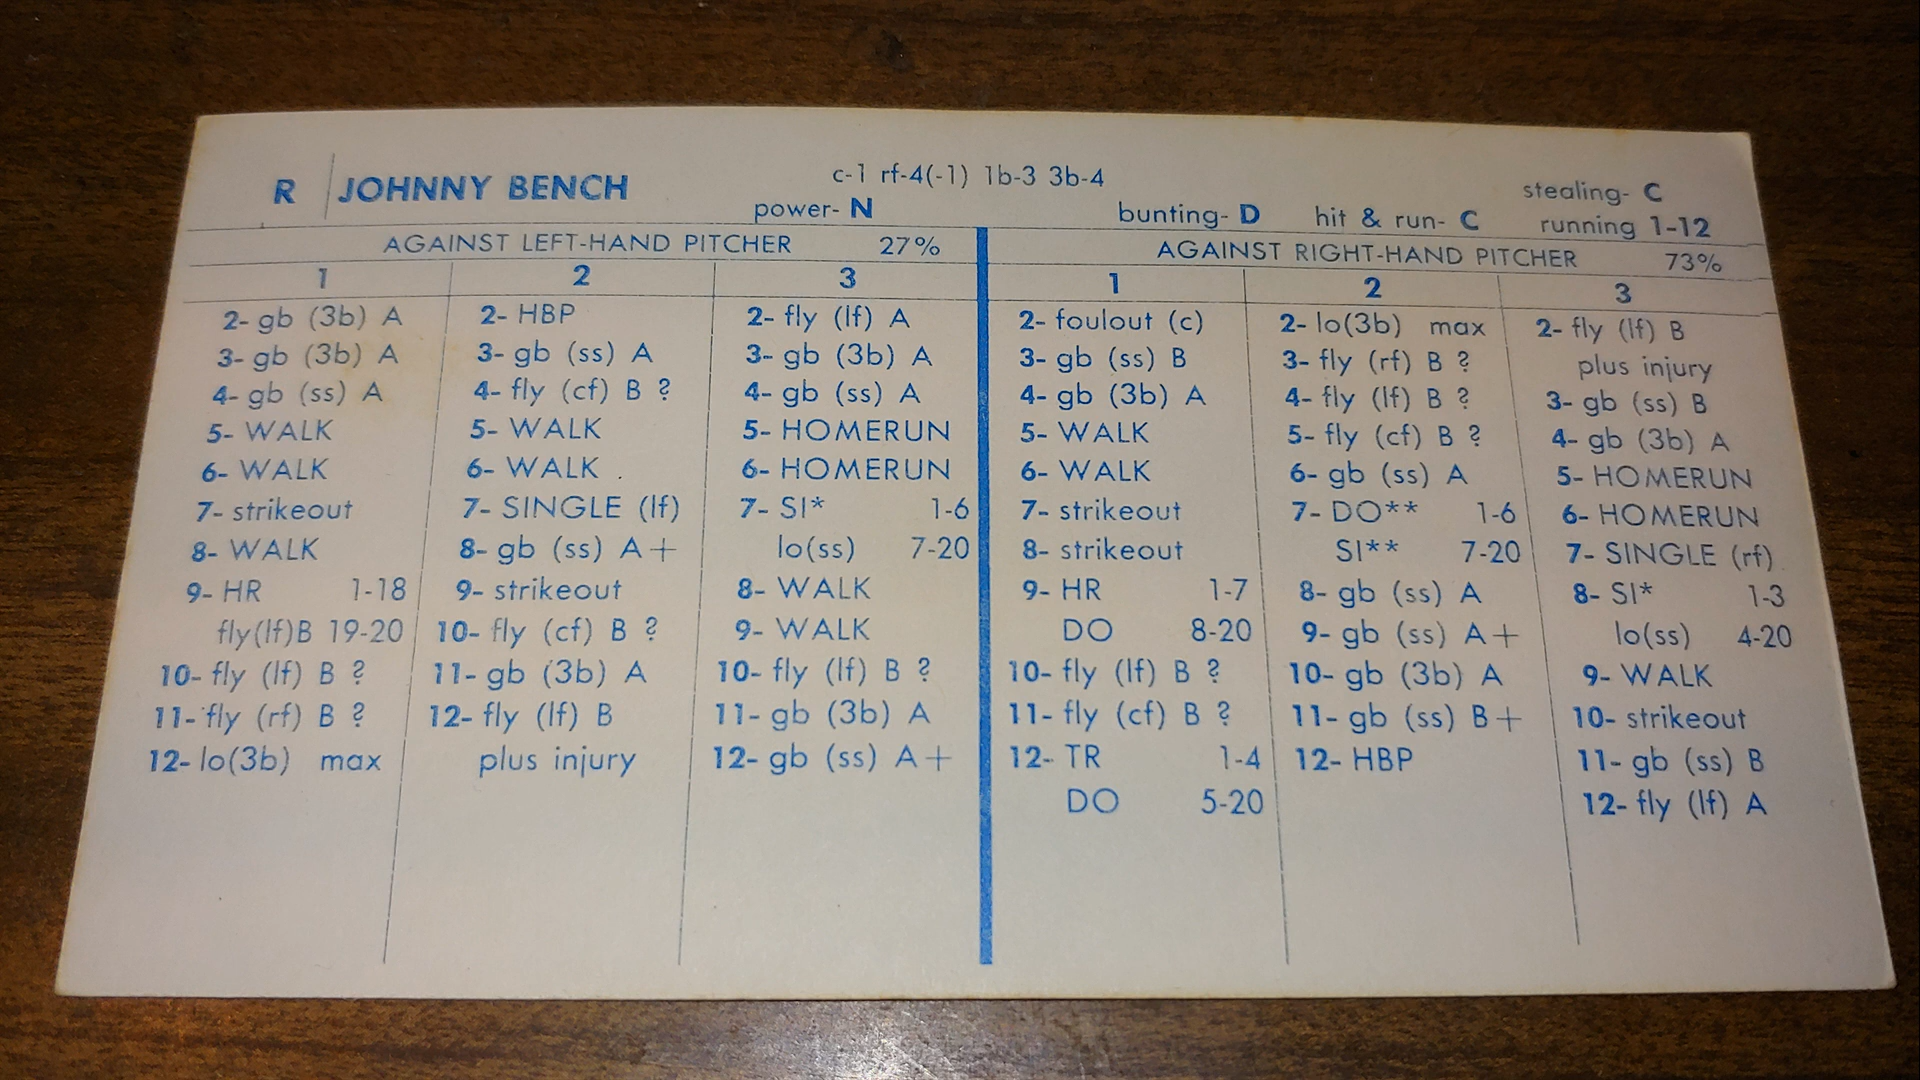 R JOHNNY BENCH c-1 rf-4(-1) 1b-3 3b-4 stealing- C
power- N bunting- D hit & run- C running 1-12
AGAINST LEFT-HAND PITCHER 27%
1
2- gb (3b) A
3- gb (3b) A
4- gb (ss) A
5- WALK
6- WALK
7- strikeout
8- WALK
9- HR 1-18
fly(lf)B 19-20
10- fly (lf) B ?
11- fly (rf) B ?
12- lo(3b) max
2
2- HBP
3- gb (ss) A
4- fly (cf) B ?
5- WALK
6- WALK
7- SINGLE (lf)
8- gb (ss) A+
9- strikeout
10- fly (cf) B ?
11- gb (3b) A
12- fly (lf) B
plus injury
3
2- fly (lf) A
3- gb (3b) A
4- gb (ss) A
5- HOMERUN
6- HOMERUN
7- SI* 1-6
lo(ss) 7-20
8- WALK
9- WALK
10- fly (lf) B ?
11- gb (3b) A
12- gb (ss) A+
AGAINST RIGHT-HAND PITCHER 73%
1
2- foulout (c)
3- gb (ss) B
4- gb (3b) A
5- WALK
6- WALK
7- strikeout
8- strikeout
9- HR 1-7
DO 8-20
10- fly (lf) B ?
11- fly (cf) B ?
12- TR 1-4
DO 5-20
2
2- lo(3b) max
3- fly (rf) B ?
4- fly (lf) B ?
5- fly (cf) B ?
6- gb (ss) A
7- DO** 1-6
SI** 7-20
8- gb (ss) A
9- gb (ss) A+
10- gb (3b) A
11- gb (ss) B+
12- HBP
3
2- fly (lf) B
plus injury
3- gb (ss) B
4- gb (3b) A
5- HOMERUN
6- HOMERUN
7- SINGLE (rf)
8- SI* 1-3
lo(ss) 4-20
9- WALK
10- strikeout
11- gb (ss) B
12- fly (lf) A